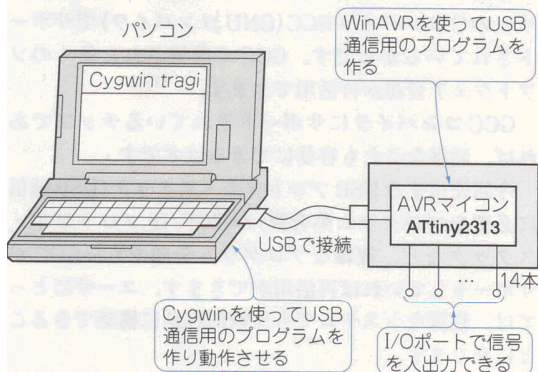 パソコン
Cygwin tragi
WinAVRを使ってUSB
通信用のプログラムを
作る
USBで接続
AVRマイコン
ATtiny2313
… 14本
Cygwinを使ってUSB
通信用のプログラムを
作り動作させる
I/Oポートで信号
を入出力できる